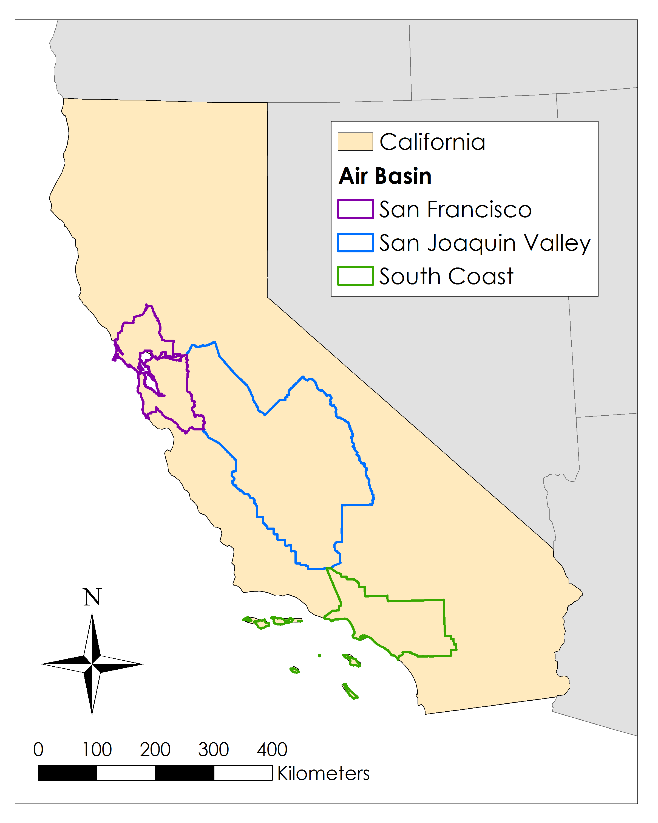 California
Air Basin
San Francisco
San Joaquin Valley
South Coast
N
0 100 200 300 400
Kilometers